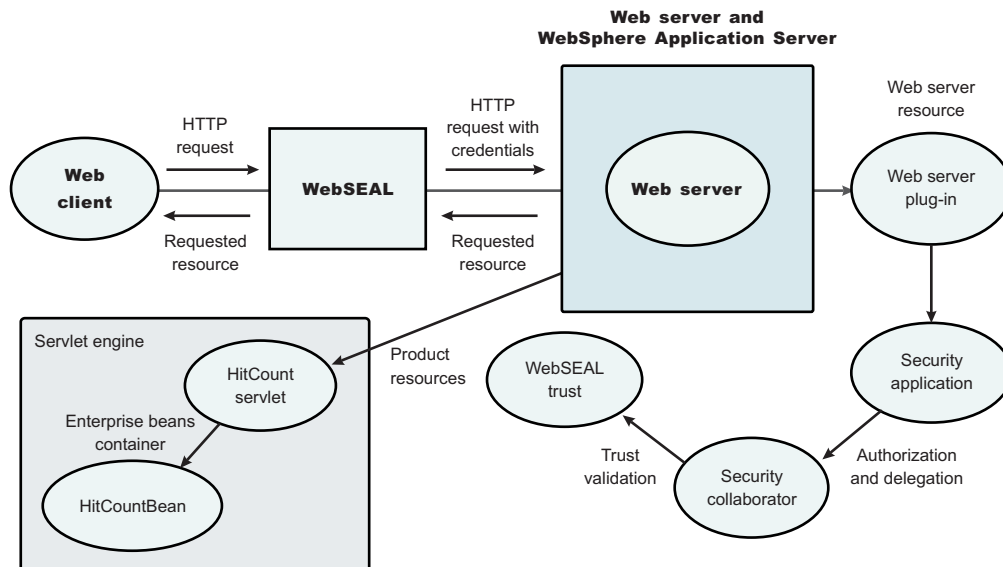 Web server and
WebSphere Application Server
Web server
resource
HTTP
request
HTTP
request with
credentials
Web
client
WebSEAL
Web server
Web server
plug-in
Requested
resource
Requested
resource
Servlet engine
HitCount
servlet
Product
resources
WebSEAL
trust
Security
application
Enterprise beans
container
HitCountBean
Trust
validation
Security
collaborator
Authorization
and delegation